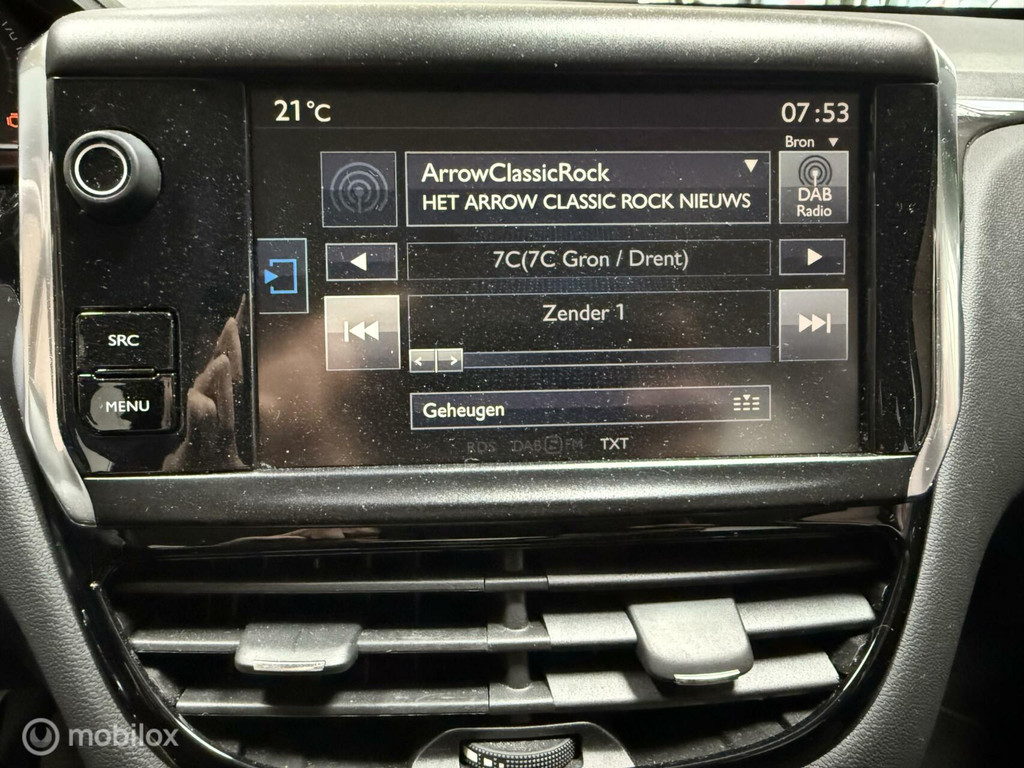 21 °C
07:53
Bron
ArrowClassicRock
HET ARROW CLASSIC ROCK NIEUWS
DAB
Radio
7C(7C Gron / Drent)
Zender 1
SRC
MENU
Geheugen
RDS DAB FM TXT
mobilox